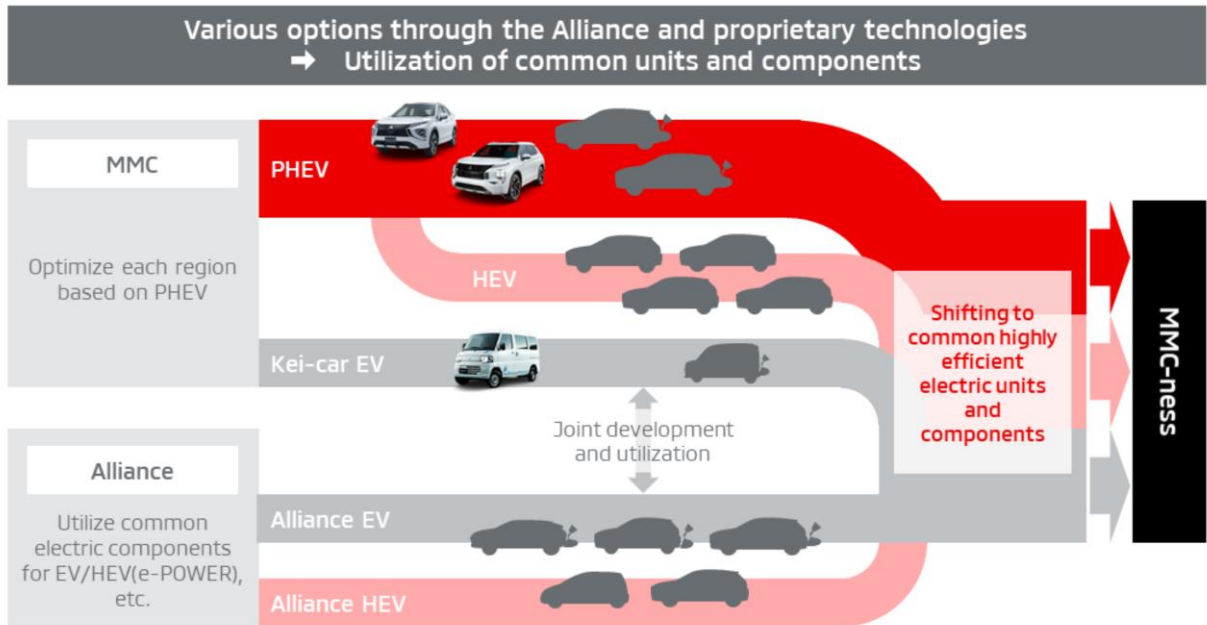 Various options through the Alliance and proprietary technologies
➡ Utilization of common units and components
MMC
Optimize each region
based on PHEV
PHEV
HEV
Kei-car EV
Joint development
and utilization
Alliance
Utilize common
electric components
for EV/HEV(e-POWER),
etc.
Alliance EV
Alliance HEV
Shifting to
common highly
efficient
electric units
and
components
MMC-ness